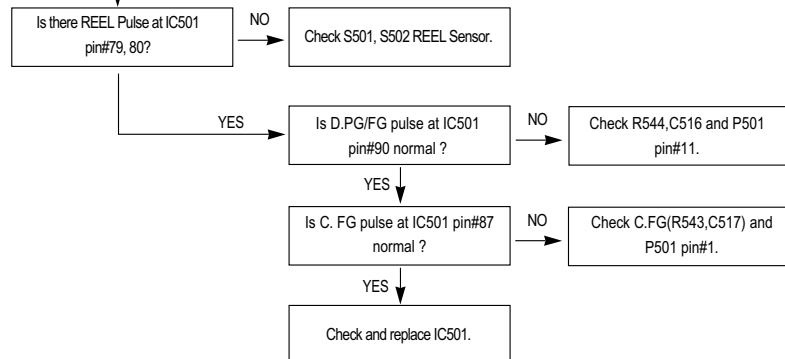 Is there REEL Pulse at IC501
pin#79, 80?
NO
Check S501, S502 REEL Sensor.
YES
Is D.PG/FG pulse at IC501
pin#90 normal ?
NO
Check R544,C516 and P501
pin#11.
YES
Is C. FG pulse at IC501 pin#87
normal ?
NO
Check C.FG(R543,C517) and
P501 pin#1.
YES
Check and replace IC501.